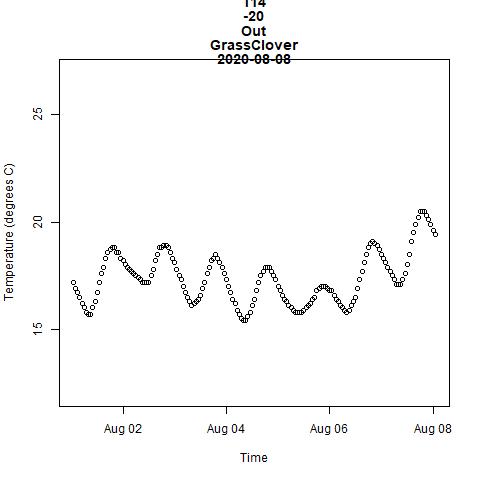 T14
-20
Out
GrassClover
2020-08-08
25
20
15
Temperature (degrees C)
Aug 02
Aug 04
Aug 06
Aug 08
Time